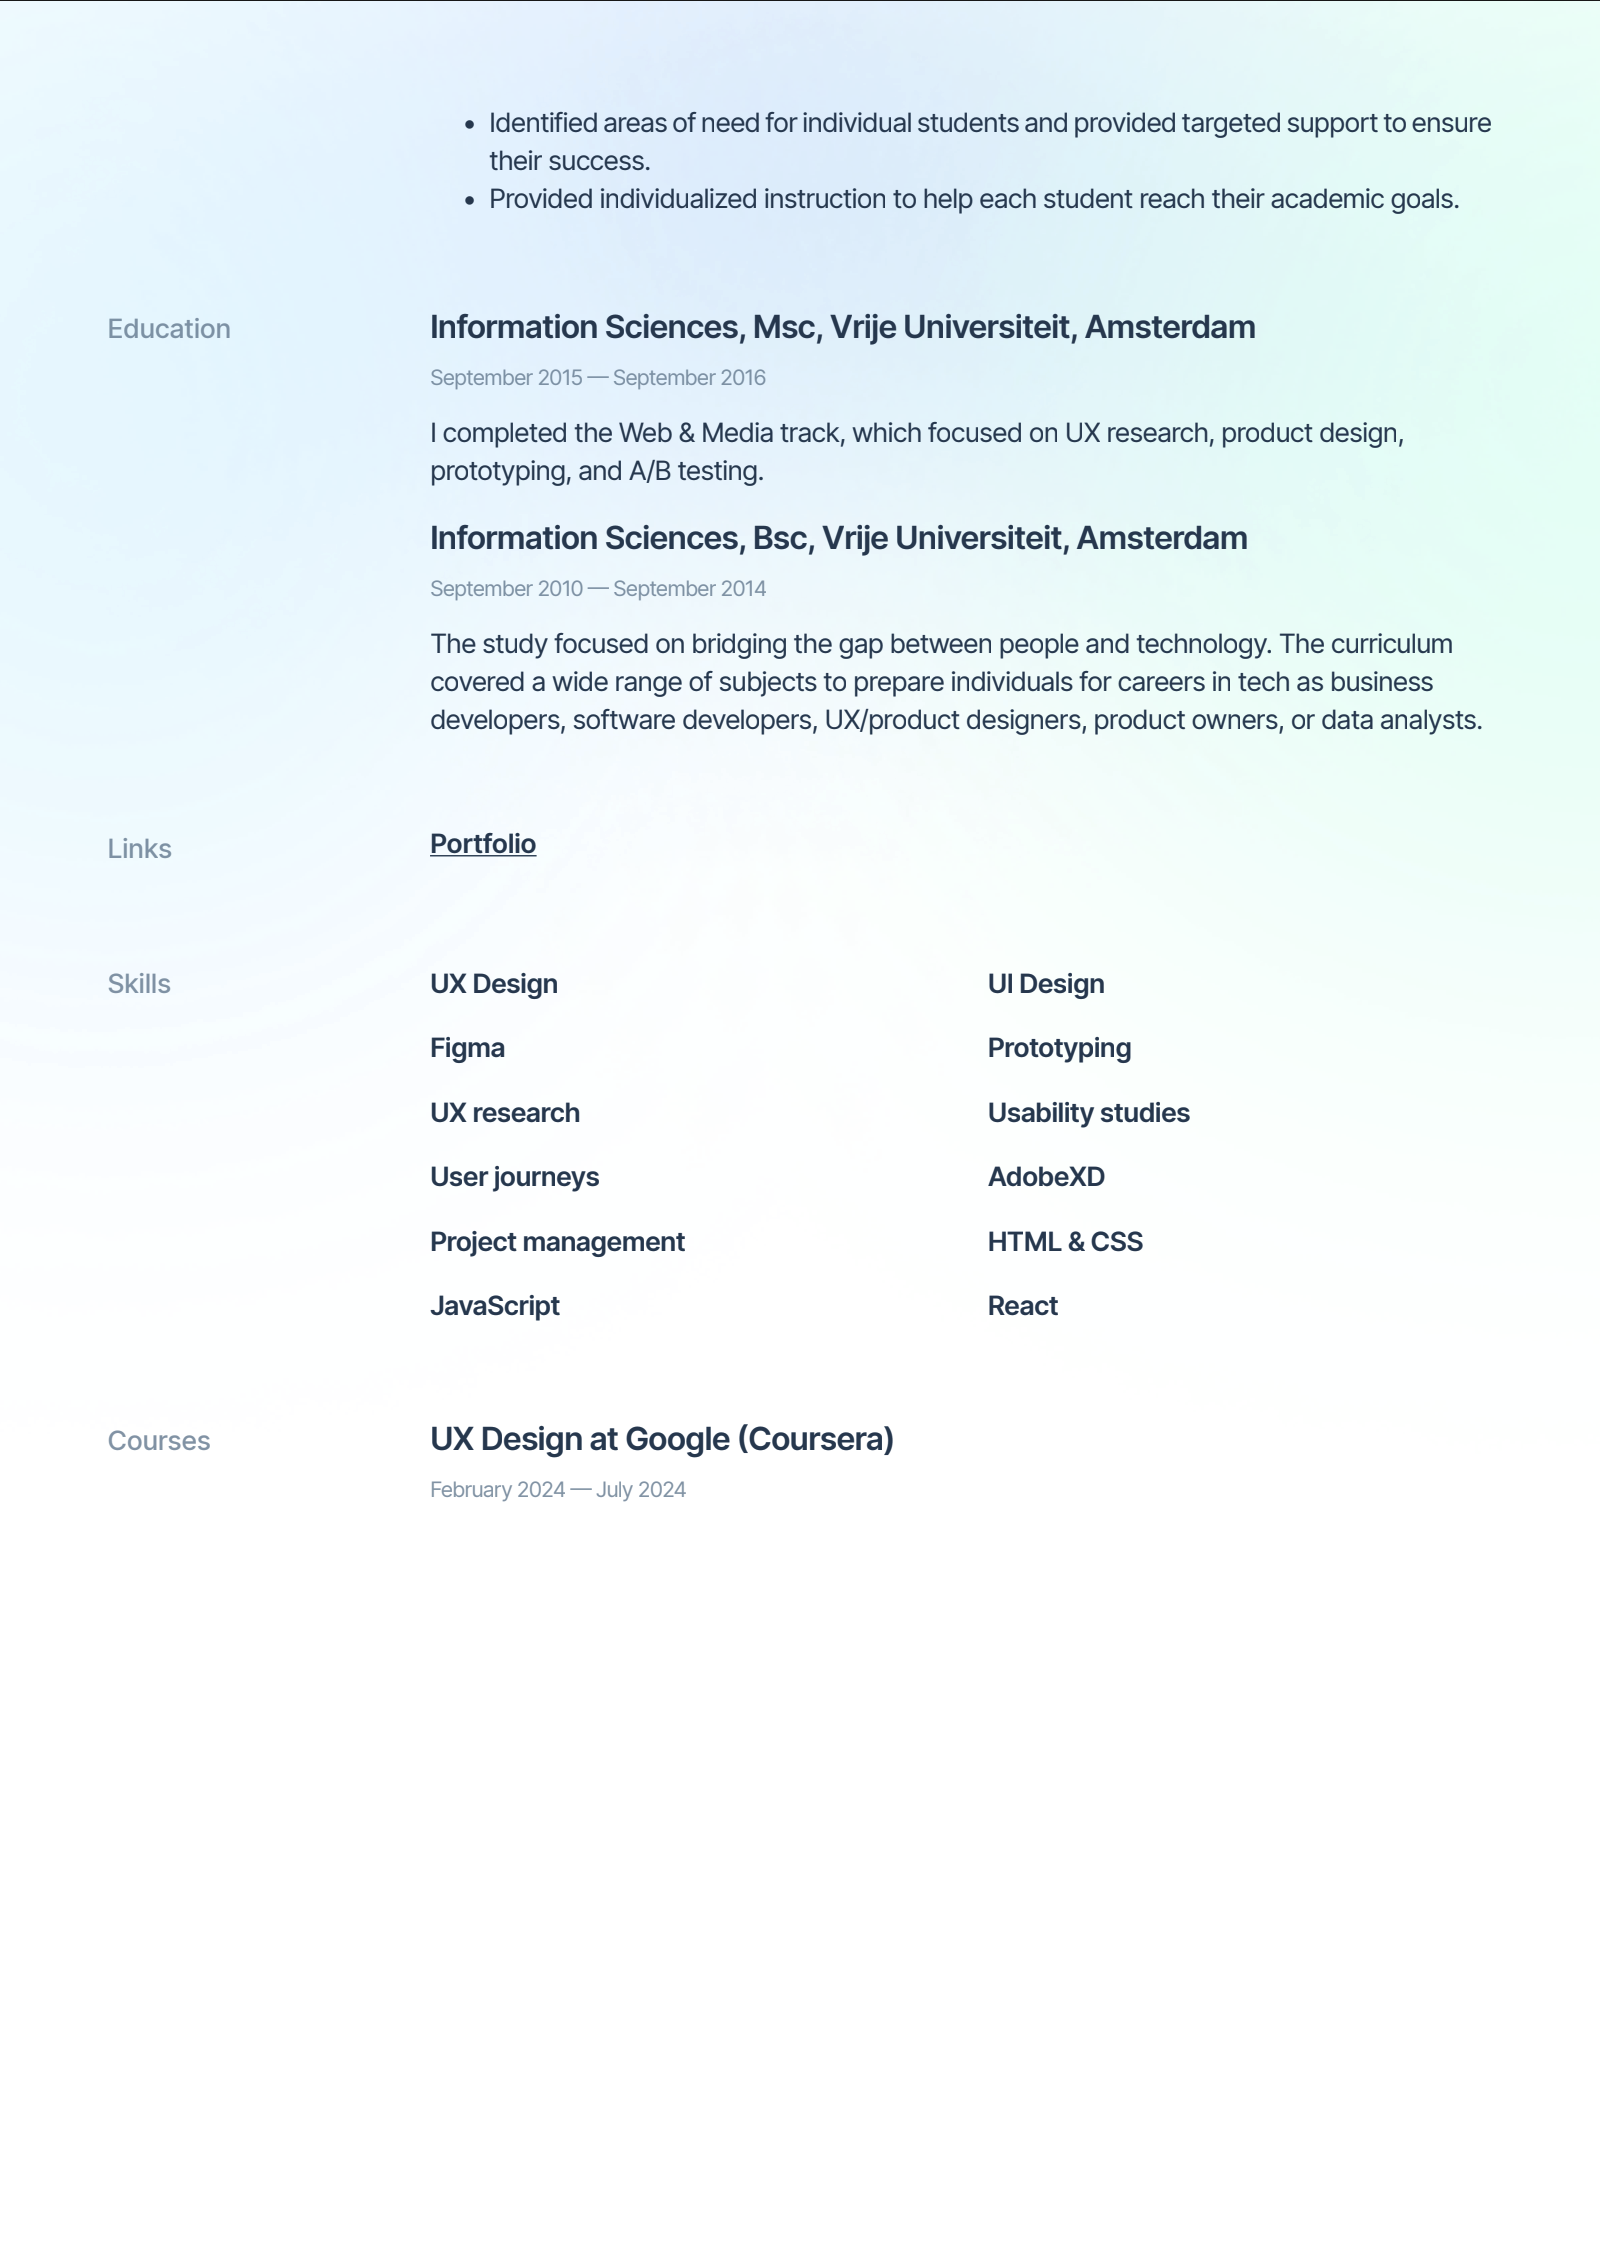 • Identified areas of need for individual students and provided targeted support to ensure
their success.
• Provided individualized instruction to help each student reach their academic goals.
Education
Information Sciences, Msc, Vrije Universiteit, Amsterdam
September 2015 — September 2016
I completed the Web & Media track, which focused on UX research, product design,
prototyping, and A/B testing.
Information Sciences, Bsc, Vrije Universiteit, Amsterdam
September 2010 — September 2014
The study focused on bridging the gap between people and technology. The curriculum
covered a wide range of subjects to prepare individuals for careers in tech as business
developers, software developers, UX/product designers, product owners, or data analysts.
Links
Portfolio
Skills
UX Design
UI Design
Figma
Prototyping
UX research
Usability studies
User journeys
AdobeXD
Project management
HTML & CSS
JavaScript
React
Courses
UX Design at Google (Coursera)
February 2024 — July 2024